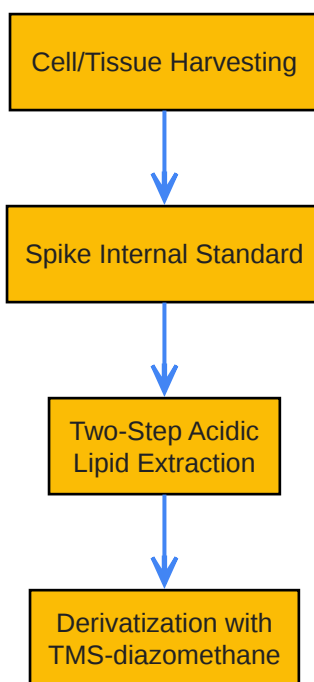 Cell/Tissue Harvesting
Spike Internal Standard
Two-Step Acidic
Lipid Extraction
Derivatization with
TMS-diazomethane